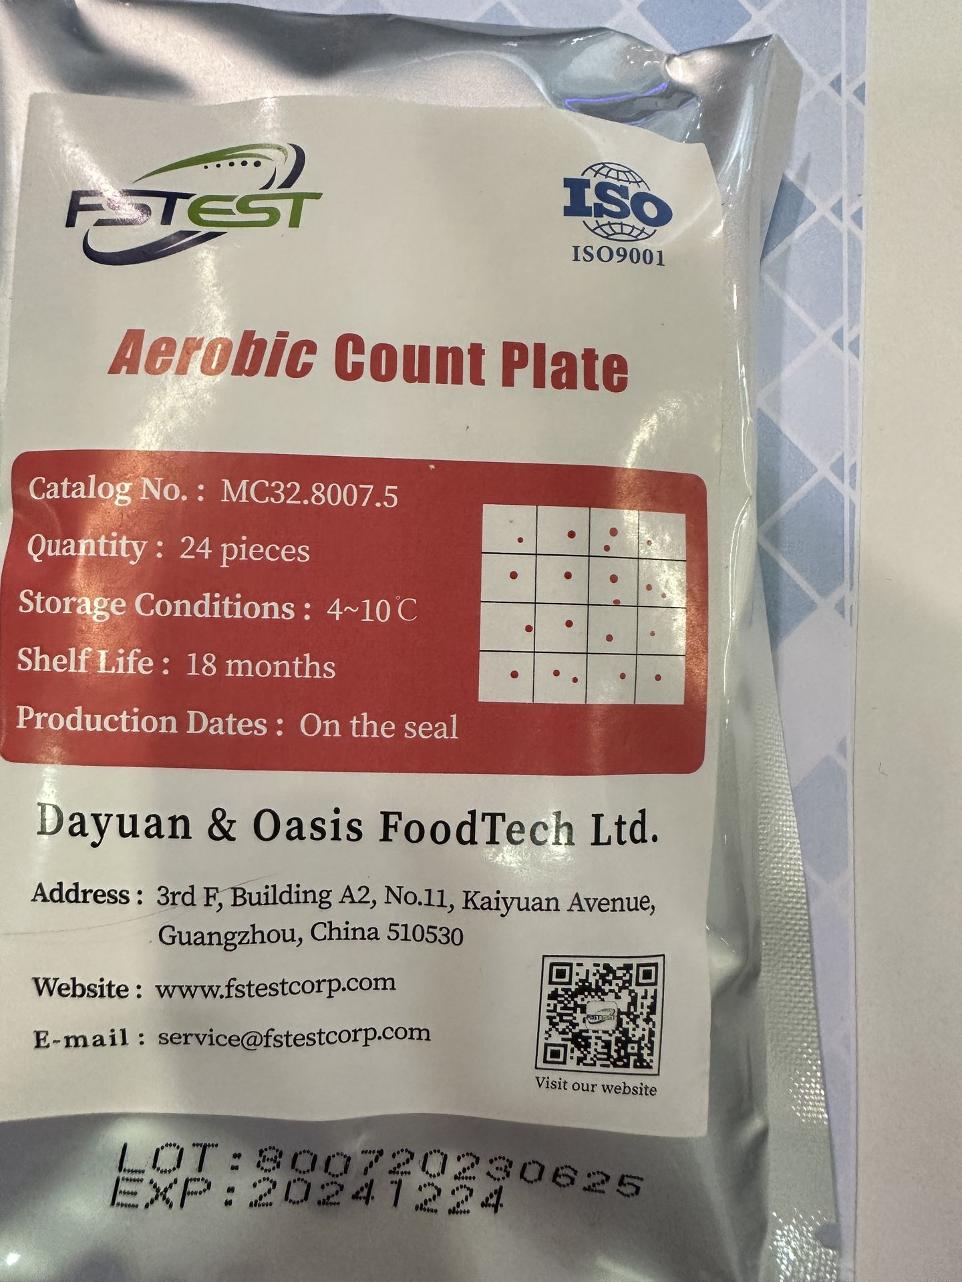 FSTEST
ISO
ISO9001
Aerobic Count Plate
Catalog No. : MC32.8007.5
Quantity : 24 pieces
Storage Conditions : 4~10℃
Shelf Life : 18 months
Production Dates : On the seal
Dayuan & Oasis FoodTech Ltd.
Address : 3rd F, Building A2, No.11, Kaiyuan Avenue,
Guangzhou, China 510530
Website : www.fstestcorp.com
E-mail : service@fstestcorp.com
FSTEST
Visit our website
LOT:800720230625
EXP:20241224